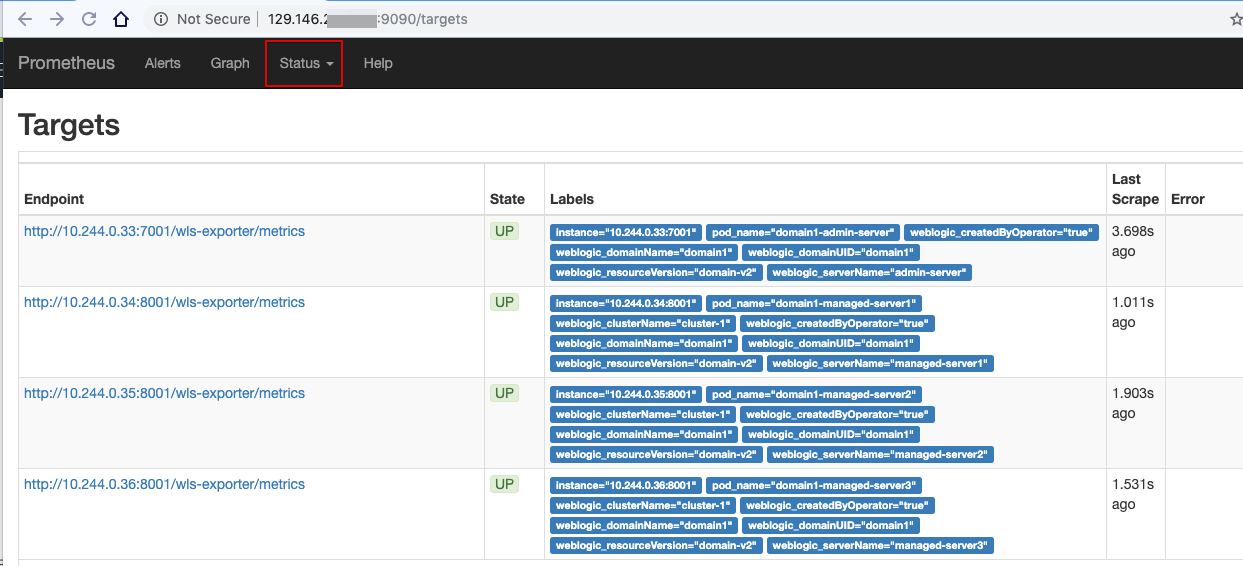 Not Secure 129.146.2 :9090/targets
Prometheus Alerts Graph Status Help
Targets
Endpoint State Labels Last Scrape Error
http://10.244.0.33:7001/wls-exporter/metrics UP instance="10.244.0.33:7001" pod_name="domain1-admin-server" weblogic_createdByOperator="true" 3.698s ago
weblogic_domainName="domain1" weblogic_domainUID="domain1"
weblogic_resourceVersion="domain-v2" weblogic_serverName="admin-server"
http://10.244.0.34:8001/wls-exporter/metrics UP instance="10.244.0.34:8001" pod_name="domain1-managed-server1" 1.011s ago
weblogic_clusterName="cluster-1" weblogic_createdByOperator="true"
weblogic_domainName="domain1" weblogic_domainUID="domain1"
weblogic_resourceVersion="domain-v2" weblogic_serverName="managed-server1"
http://10.244.0.35:8001/wls-exporter/metrics UP instance="10.244.0.35:8001" pod_name="domain1-managed-server2" 1.903s ago
weblogic_clusterName="cluster-1" weblogic_createdByOperator="true"
weblogic_domainName="domain1" weblogic_domainUID="domain1"
weblogic_resourceVersion="domain-v2" weblogic_serverName="managed-server2"
http://10.244.0.36:8001/wls-exporter/metrics UP instance="10.244.0.36:8001" pod_name="domain1-managed-server3" 1.531s ago
weblogic_clusterName="cluster-1" weblogic_createdByOperator="true"
weblogic_domainName="domain1" weblogic_domainUID="domain1"
weblogic_resourceVersion="domain-v2" weblogic_serverName="managed-server3"